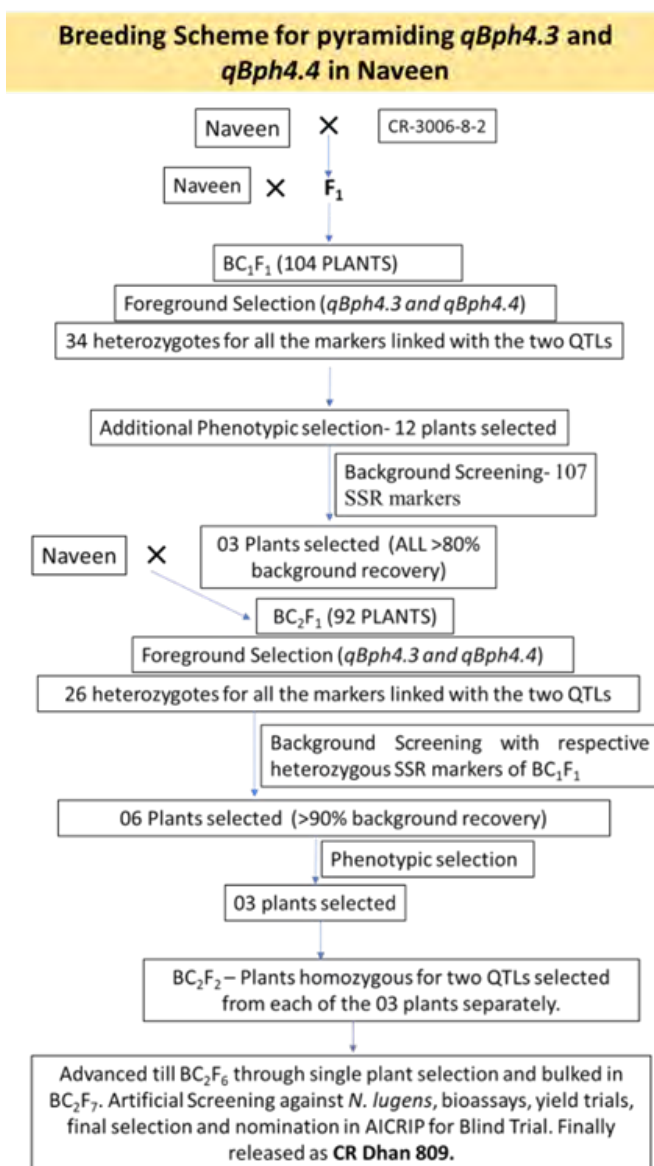 Breeding Scheme for pyramiding qBph4.3 and
qBph4.4 in Naveen
Naveen × CR-3006-8-2
Naveen × F₁
BC₁F₁ (104 PLANTS)
Foreground Selection (qBph4.3 and qBph4.4)
34 heterozygotes for all the markers linked with the two QTLs
Additional Phenotypic selection- 12 plants selected
Background Screening- 107
SSR markers
03 Plants selected (ALL >80%
background recovery)
Naveen ×
BC₂F₁ (92 PLANTS)
Foreground Selection (qBph4.3 and qBph4.4)
26 heterozygotes for all the markers linked with the two QTLs
Background Screening with respective
heterozygous SSR markers of BC₁F₁
06 Plants selected (>90% background recovery)
Phenotypic selection
03 plants selected
BC₂F₂ – Plants homozygous for two QTLs selected
from each of the 03 plants separately.
Advanced till BC₂F₆ through single plant selection and bulked in
BC₂F₇. Artificial Screening against N. lugens, bioassays, yield trials,
final selection and nomination in AICRIP for Blind Trial. Finally
released as CR Dhan 809.